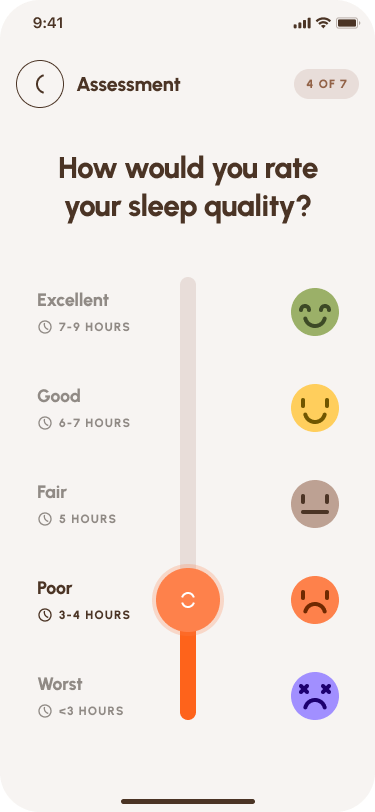 9:41
Assessment
4 OF 7
How would you rate
your sleep quality?
Excellent
7-9 HOURS
Good
6-7 HOURS
Fair
5 HOURS
Poor
3-4 HOURS
Worst
<3 HOURS